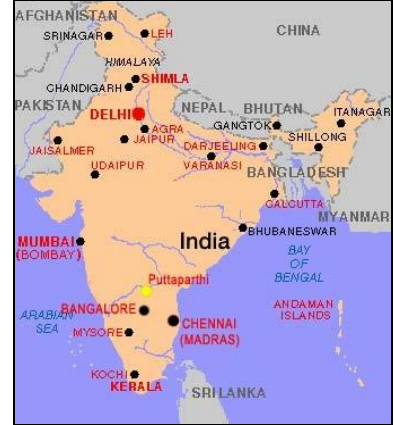 AFGHANISTAN
SRINAGAR
LEH
CHINA
HIMALAYA
CHANDIGARH
SHIMLA
PAKISTAN
DELHI
NEPAL
BHUTAN
ITANAGAR
GANGTOK
AGRA
JAIPUR
DARJEELING
SHILLONG
JAISALMER
VARANASI
UDAIPUR
BANGLADESH
CALCUTTA
MYANMAR
MUMBAI
(BOMBAY)
India
BHUBANESWAR
BAY
OF
BENGAL
Puttaparthi
BANGALORE
ARABIAN
SEA
CHENNAI
(MADRAS)
ANDAMAN
ISLANDS
MYSORE
KOCHI
KERALA
SRI LANKA